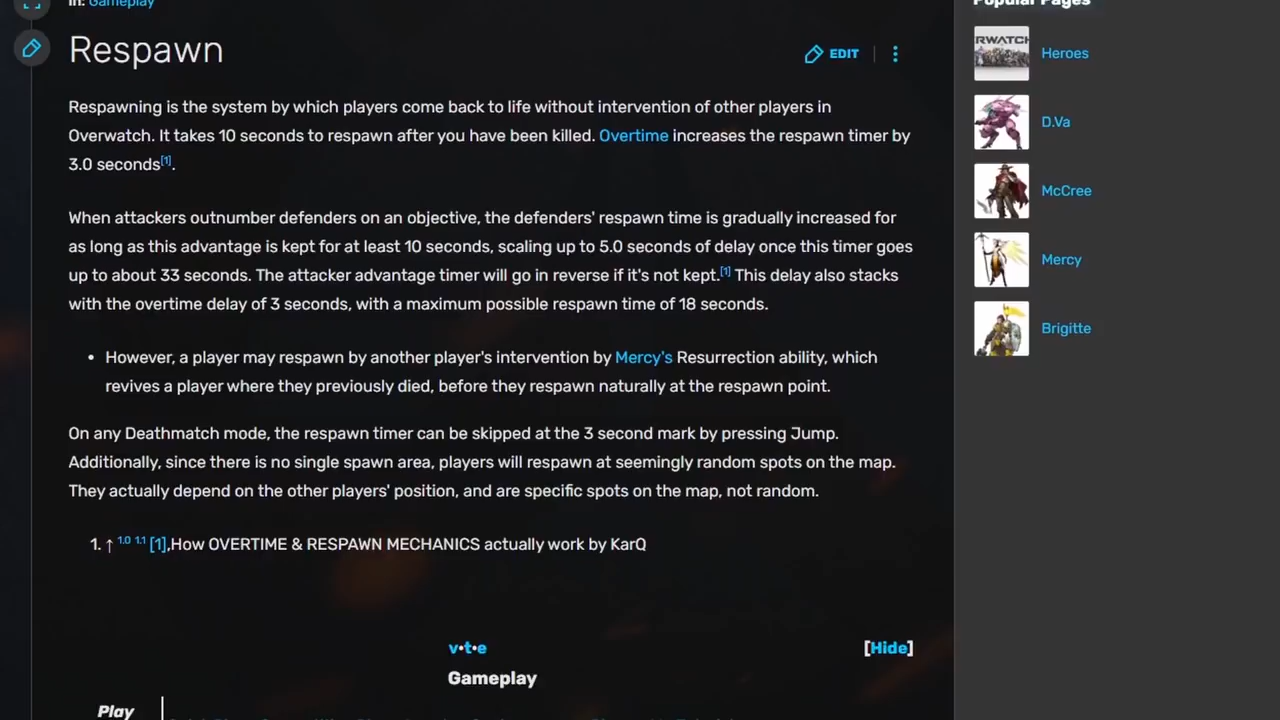 in: Gameplay
Popular Pages
Respawn
EDIT
Respawning is the system by which players come back to life without intervention of other players in
Overwatch. It takes 10 seconds to respawn after you have been killed. Overtime increases the respawn timer by
3.0 seconds[1].
When attackers outnumber defenders on an objective, the defenders' respawn time is gradually increased for
as long as this advantage is kept for at least 10 seconds, scaling up to 5.0 seconds of delay once this timer goes
up to about 33 seconds. The attacker advantage timer will go in reverse if it's not kept.[1] This delay also stacks
with the overtime delay of 3 seconds, with a maximum possible respawn time of 18 seconds.
• However, a player may respawn by another player's intervention by Mercy's Resurrection ability, which
revives a player where they previously died, before they respawn naturally at the respawn point.
On any Deathmatch mode, the respawn timer can be skipped at the 3 second mark by pressing Jump.
Additionally, since there is no single spawn area, players will respawn at seemingly random spots on the map.
They actually depend on the other players' position, and are specific spots on the map, not random.
1. ↑ 1.0 1.1 [1],How OVERTIME & RESPAWN MECHANICS actually work by KarQ
v•t•e
[Hide]
Gameplay
Play
Heroes
D.Va
McCree
Mercy
Brigitte